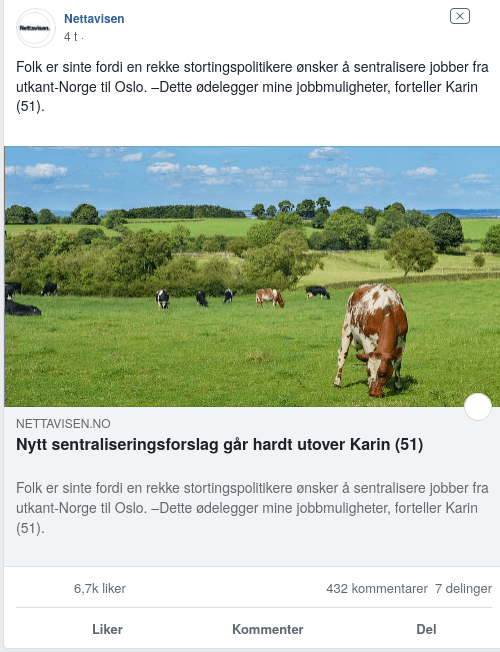 Nettavisen.
Nettavisen
4 t ·
Folk er sinte fordi en rekke stortingspolitikere ønsker å sentralisere jobber fra
utkant-Norge til Oslo. –Dette ødelegger mine jobbmuligheter, forteller Karin
(51).
NETTAVISEN.NO
Nytt sentraliseringsforslag går hardt utover Karin (51)
Folk er sinte fordi en rekke stortingspolitikere ønsker å sentralisere jobber fra
utkant-Norge til Oslo. –Dette ødelegger mine jobbmuligheter, forteller Karin
(51).
6,7k liker 432 kommentarer 7 delinger
Liker Kommenter Del